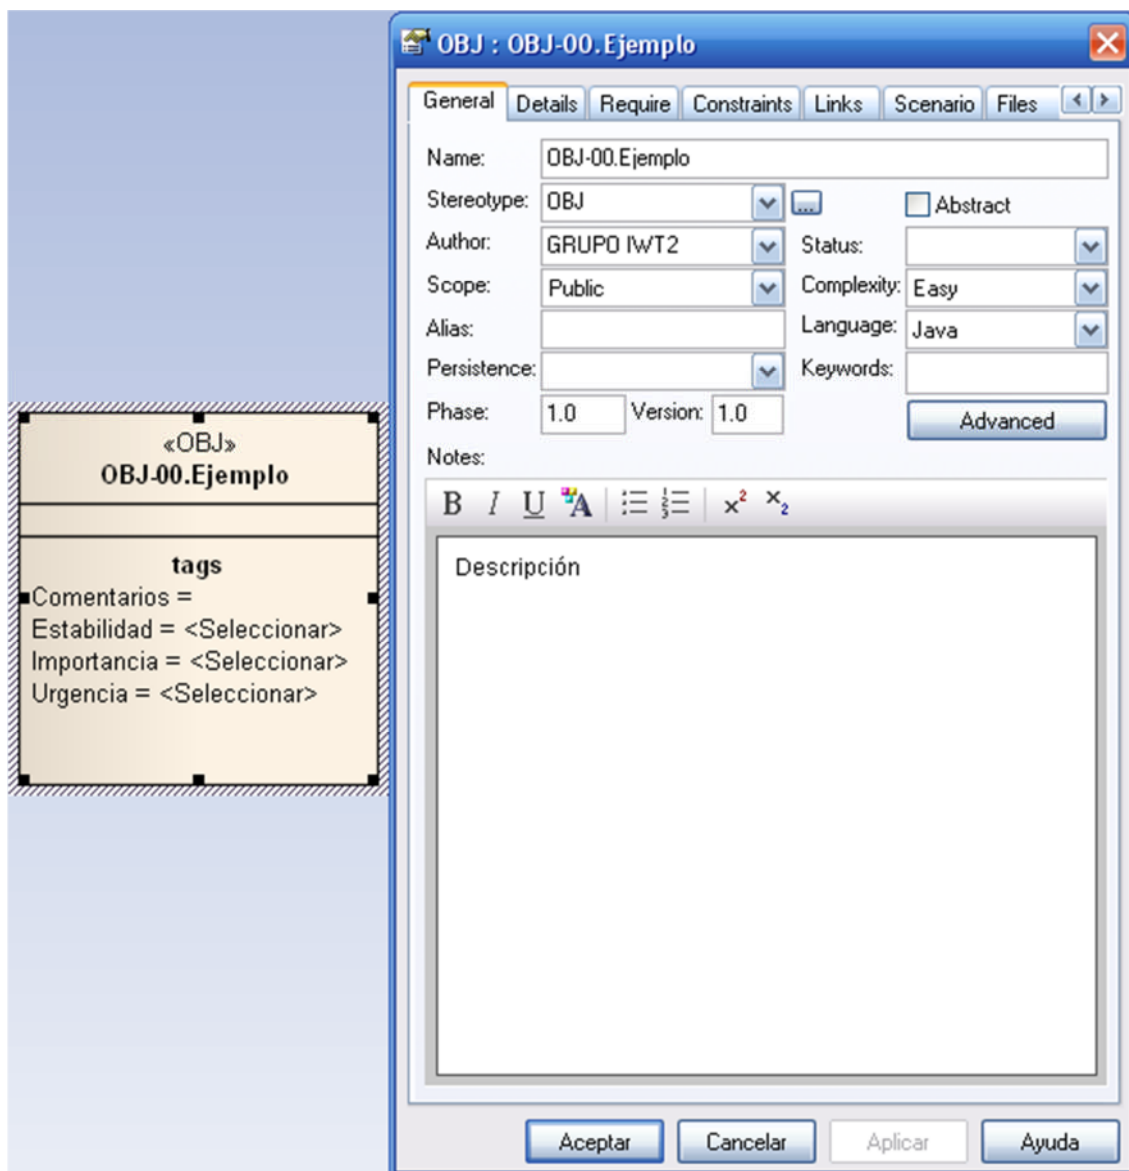 «OBJ»
OBJ-00.Ejemplo
tags
Comentarios =
Estabilidad = <Seleccionar>
Importancia = <Seleccionar>
Urgencia = <Seleccionar>
OBJ : OBJ-00.Ejemplo
General Details Require Constraints Links Scenario Files
Name: OBJ-00.Ejemplo
Stereotype: OBJ ... Abstract
Author: GRUPO IWT2 Status:
Scope: Public Complexity: Easy
Alias: Language: Java
Persistence: Keywords:
Phase: 1.0 Version: 1.0 Advanced
Notes:
B I U A x² x₂
Descripción
Aceptar Cancelar Aplicar Ayuda